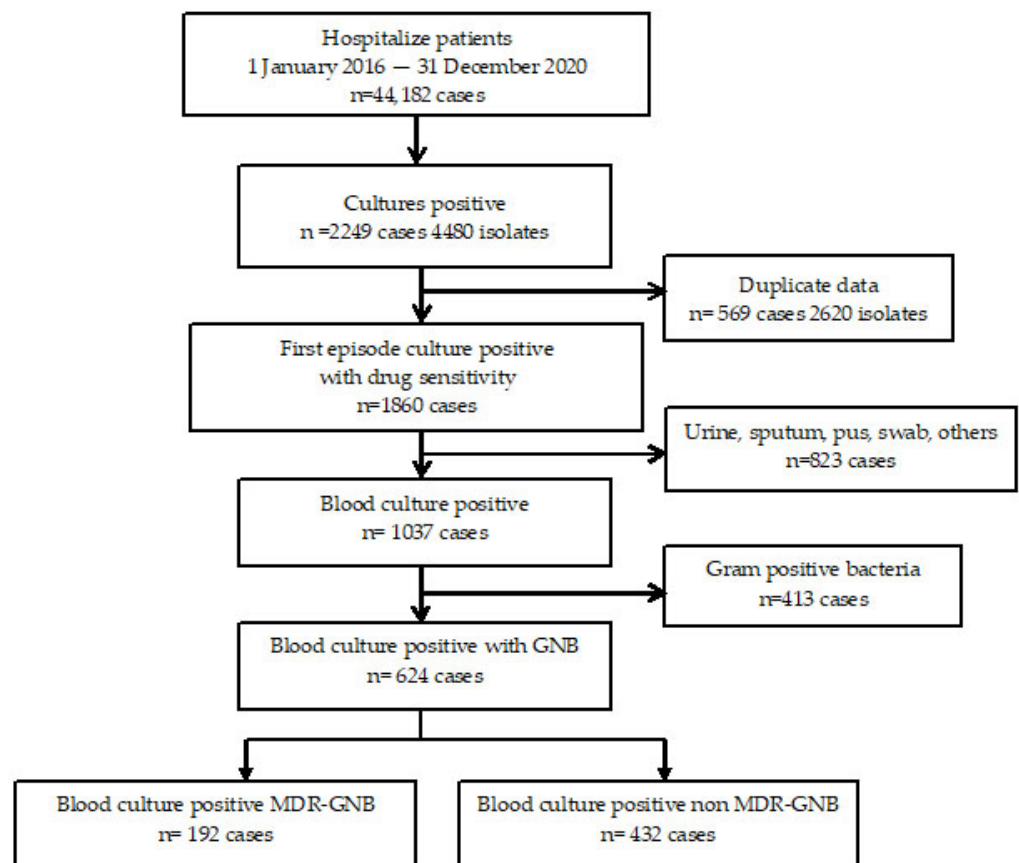 Hospitalize patients
1 January 2016 — 31 December 2020
n=44,182 cases
Cultures positive
n =2249 cases 4480 isolates
Duplicate data
n= 569 cases 2620 isolates
First episode culture positive
with drug sensitivity
n=1860 cases
Urine, sputum, pus, swab, others
n=823 cases
Blood culture positive
n= 1037 cases
Gram positive bacteria
n=413 cases
Blood culture positive with GNB
n= 624 cases
Blood culture positive MDR-GNB
n= 192 cases
Blood culture positive non MDR-GNB
n= 432 cases